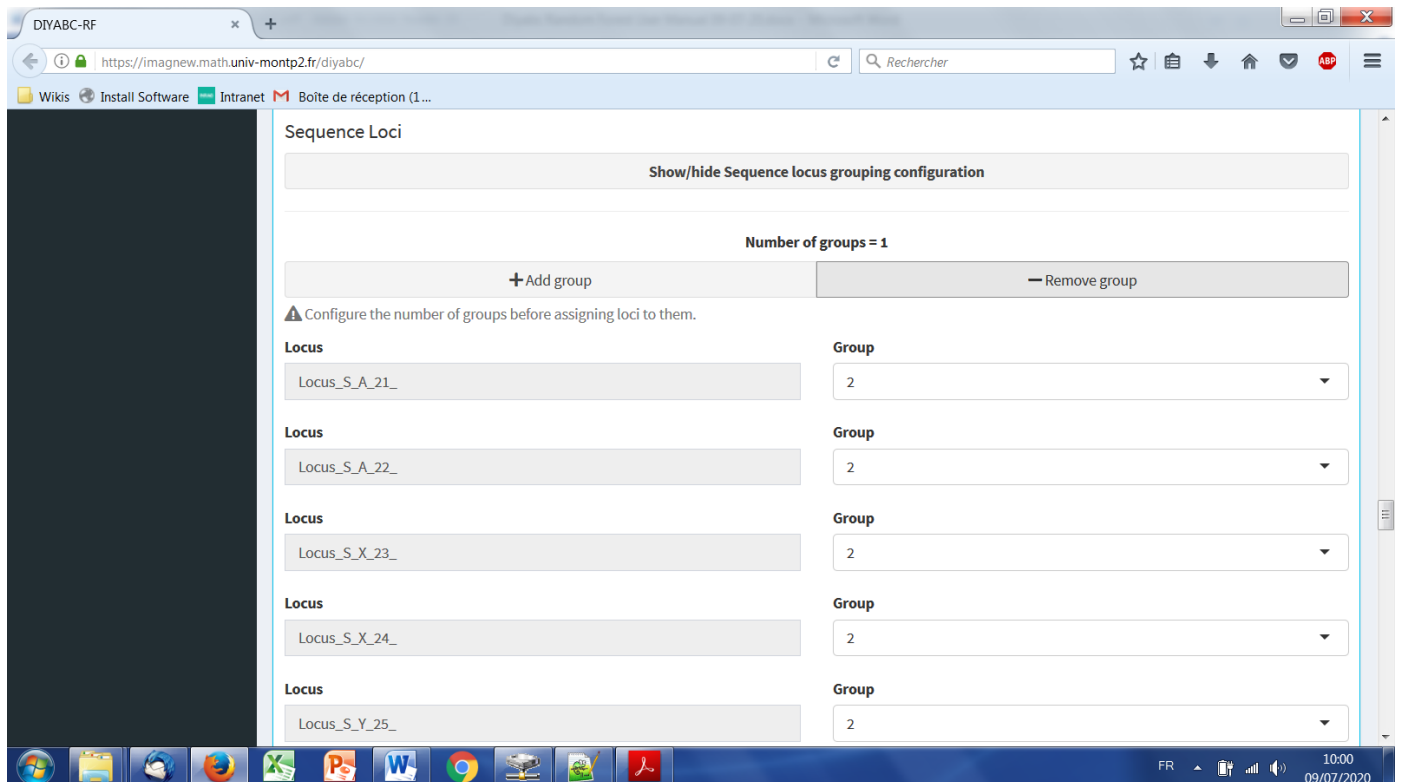 DIYABC-RF
https://imagnew.math.univ-montp2.fr/diyabc/
Rechercher
ABP
Wikis Install Software Intranet Boîte de réception (1...
Sequence Loci
Show/hide Sequence locus grouping configuration
Number of groups = 1
Add group
Remove group
Configure the number of groups before assigning loci to them.
Locus Group
Locus_S_A_21_ 2
Locus Group
Locus_S_A_22_ 2
Locus Group
Locus_S_X_23_ 2
Locus Group
Locus_S_X_24_ 2
Locus Group
Locus_S_Y_25_ 2
FR
10:00
09/07/2020